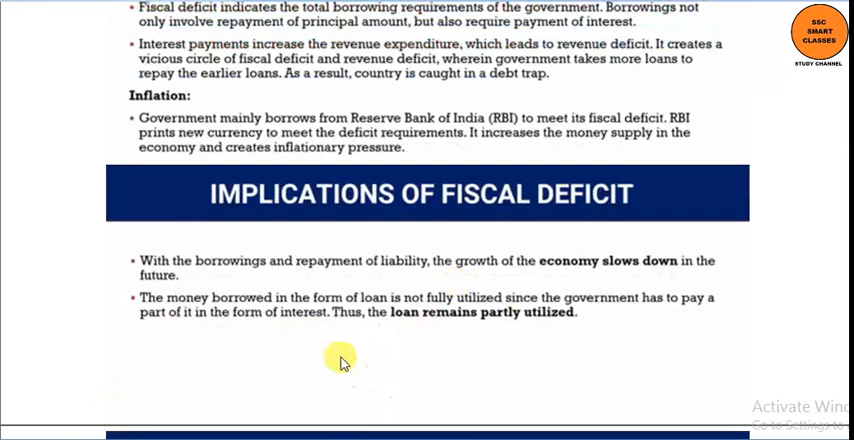 • Fiscal deficit indicates the total borrowing requirements of the government. Borrowings
not only involve repayment of principal amount, but also require payment of interest.
SSC
SMART
CLASSES
STUDY CHANNEL
• Interest payments increase the revenue expenditure, which leads to revenue deficit. It creates a
vicious circle of fiscal deficit and revenue deficit, wherein government takes more loans to
repay the earlier loans. As a result, country is caught in a debt trap.
Inflation:
• Government mainly borrows from Reserve Bank of India (RBI) to meet its fiscal deficit. RBI
prints new currency to meet the deficit requirements. It increases the money supply in the
economy and creates inflationary pressure.
IMPLICATIONS OF FISCAL DEFICIT
• With the borrowings and repayment of liability, the growth of the economy slows down in the
future.
• The money borrowed in the form of loan is not fully utilized since the government has to pay a
part of it in the form of interest. Thus, the loan remains partly utilized.
Activate Wind
Go to Settings to